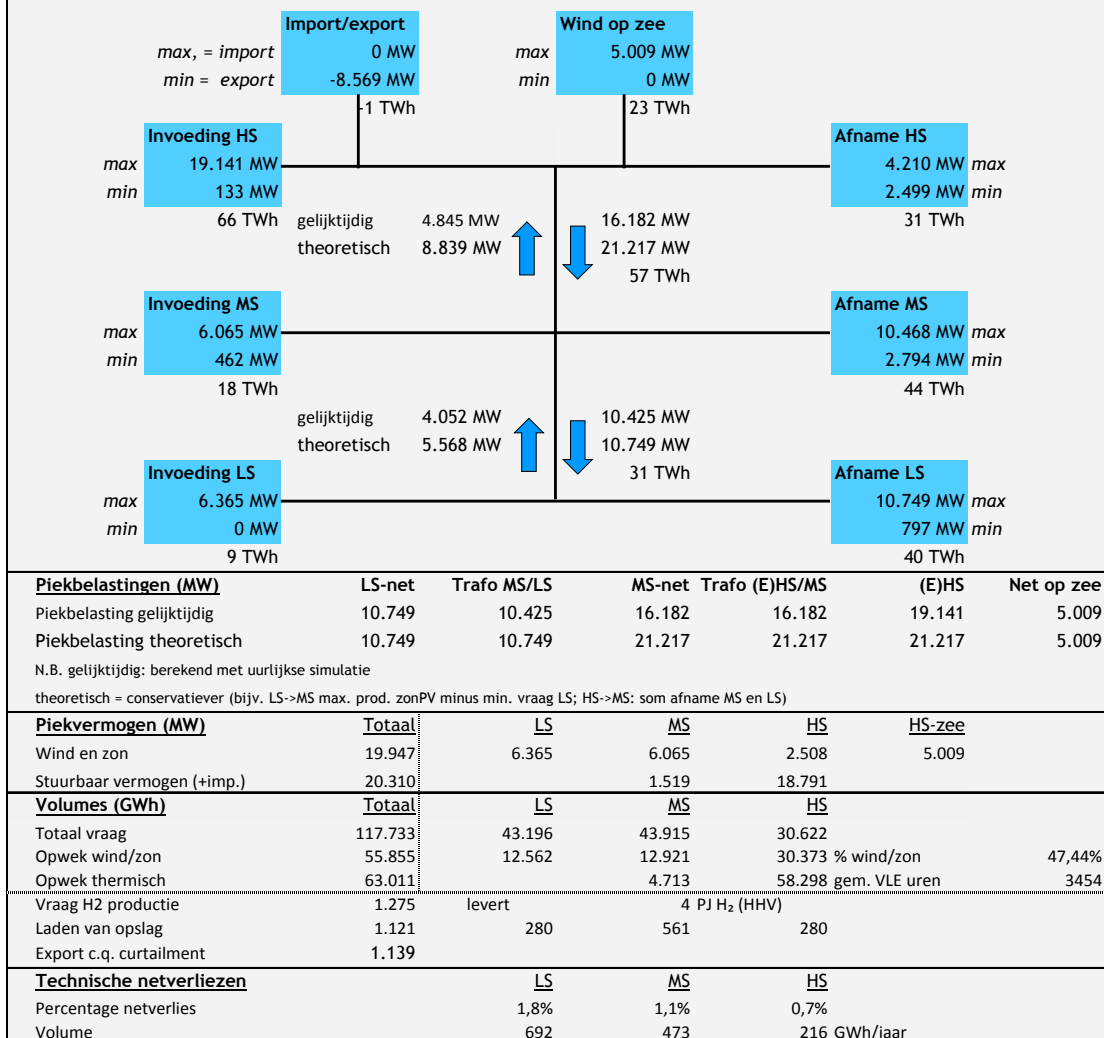 Import/export Wind op zee
max, = import 0 MW max 5.009 MW
min = export -8.569 MW min 0 MW
-1 TWh 23 TWh
Invoeding HS Afname HS
max 19.141 MW 4.210 MW max
min 133 MW 2.499 MW min
66 TWh gelijktijdig 4.845 MW 16.182 MW 31 TWh
theoretisch 8.839 MW 21.217 MW
57 TWh
Invoeding MS Afname MS
max 6.065 MW 10.468 MW max
min 462 MW 2.794 MW min
18 TWh 44 TWh
gelijktijdig 4.052 MW 10.425 MW
theoretisch 5.568 MW 10.749 MW
31 TWh
Invoeding LS Afname LS
max 6.365 MW 10.749 MW max
min 0 MW 797 MW min
9 TWh 40 TWh
Piekbelastingen (MW) LS-net Trafo MS/LS MS-net Trafo (E)HS/MS (E)HS Net op zee
Piekbelasting gelijktijdig 10.749 10.425 16.182 16.182 19.141 5.009
Piekbelasting theoretisch 10.749 10.749 21.217 21.217 21.217 5.009
N.B. gelijktijdig: berekend met uurlijkse simulatie
theoretisch = conservatiever (bijv. LS->MS max. prod. zonPV minus min. vraag LS; HS->MS: som afname MS en LS)
Piekvermogen (MW) Totaal LS MS HS HS-zee
Wind en zon 19.947 6.365 6.065 2.508 5.009
Stuurbaar vermogen (+imp.) 20.310 1.519 18.791
Volumes (GWh) Totaal LS MS HS
Totaal vraag 117.733 43.196 43.915 30.622
Opwek wind/zon 55.855 12.562 12.921 30.373 % wind/zon 47,44%
Opwek thermisch 63.011 4.713 58.298 gem. VLE uren 3454
Vraag H2 productie 1.275 levert 4 PJ H₂ (HHV)
Laden van opslag 1.121 280 561 280
Export c.q. curtailment 1.139
Technische netverliezen LS MS HS
Percentage netverlies 1,8% 1,1% 0,7%
Volume 692 473 216 GWh/jaar